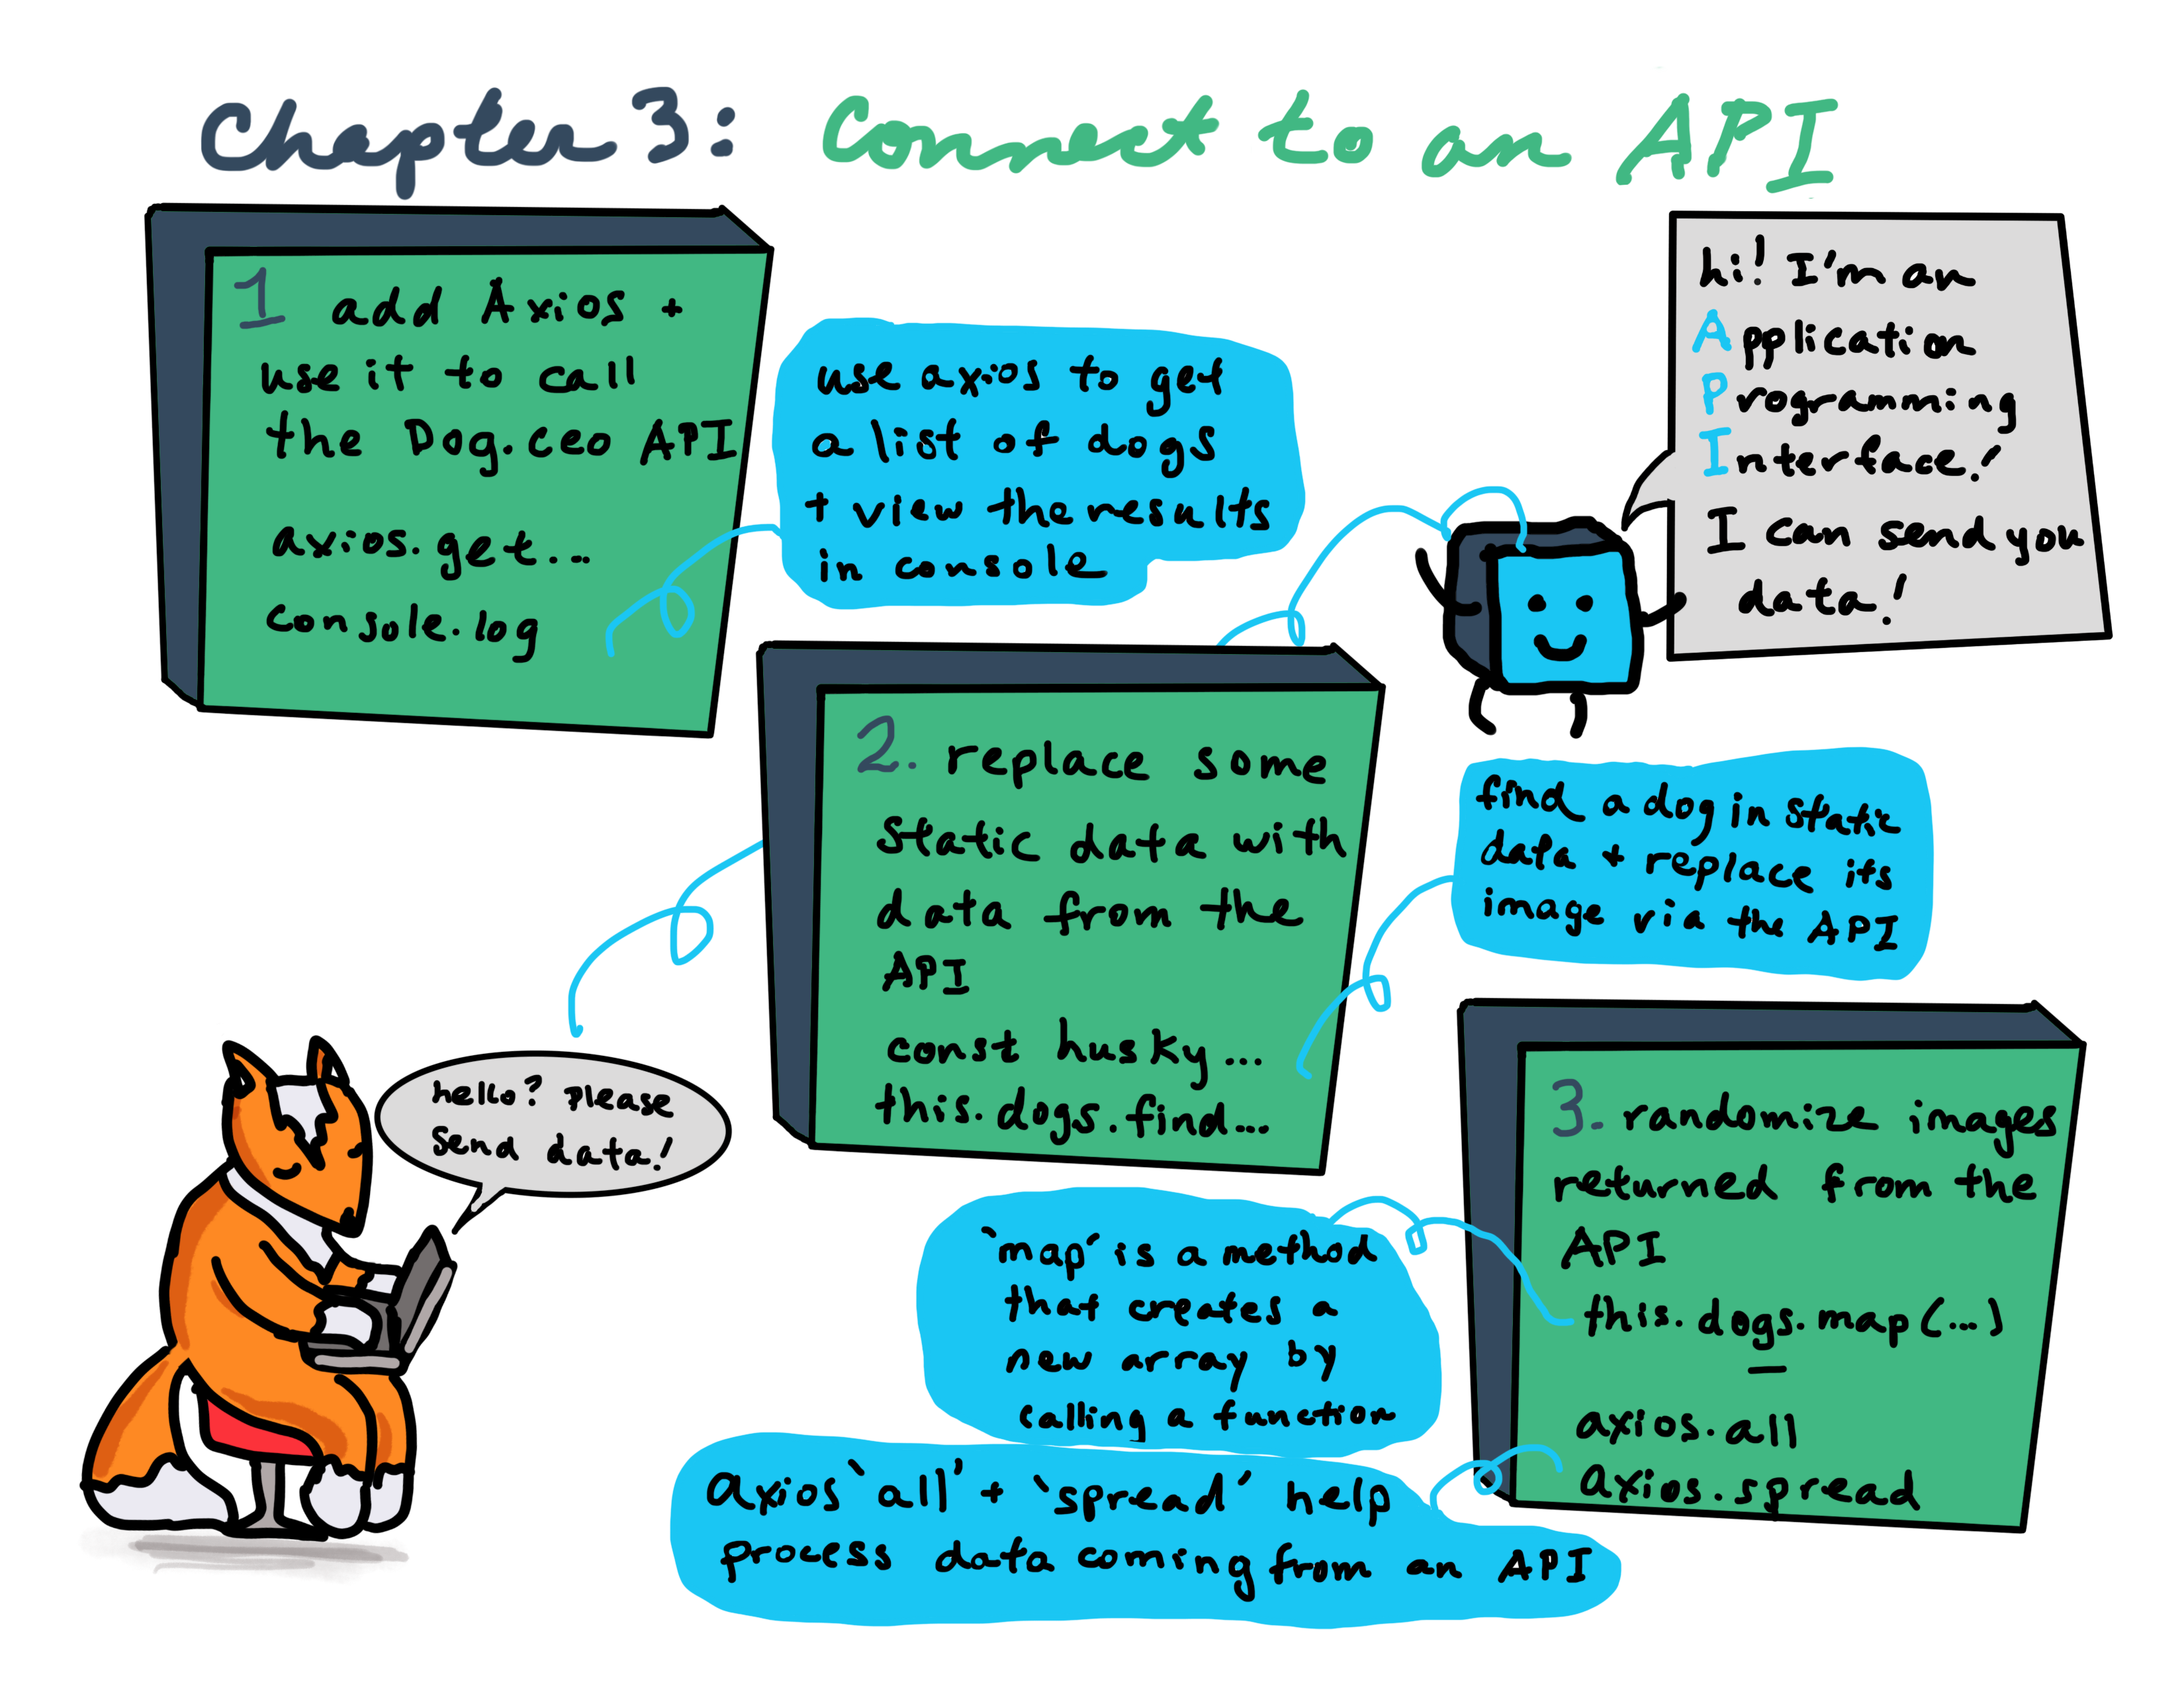 Chapter 3: Connect to an API
1 add Axios +
use it to call
the Dog.ceo API
axios.get...
console.log
use axios to get
a list of dogs
+ view the results
in console
hi! I'm an
Application
Programming
Interface!
I can send you
data!
2. replace some
static data with
data from the
API
const husky...
this.dogs.find...
find a dog in static
data + replace its
image via the API
hello? Please
send data!
3. randomize images
returned from the
API
this.dogs.map(...)
axios.all
axios.spread
`map´ is a method
that creates a
new array by
calling a function
axios `all' + `spread' help
process data coming from an API